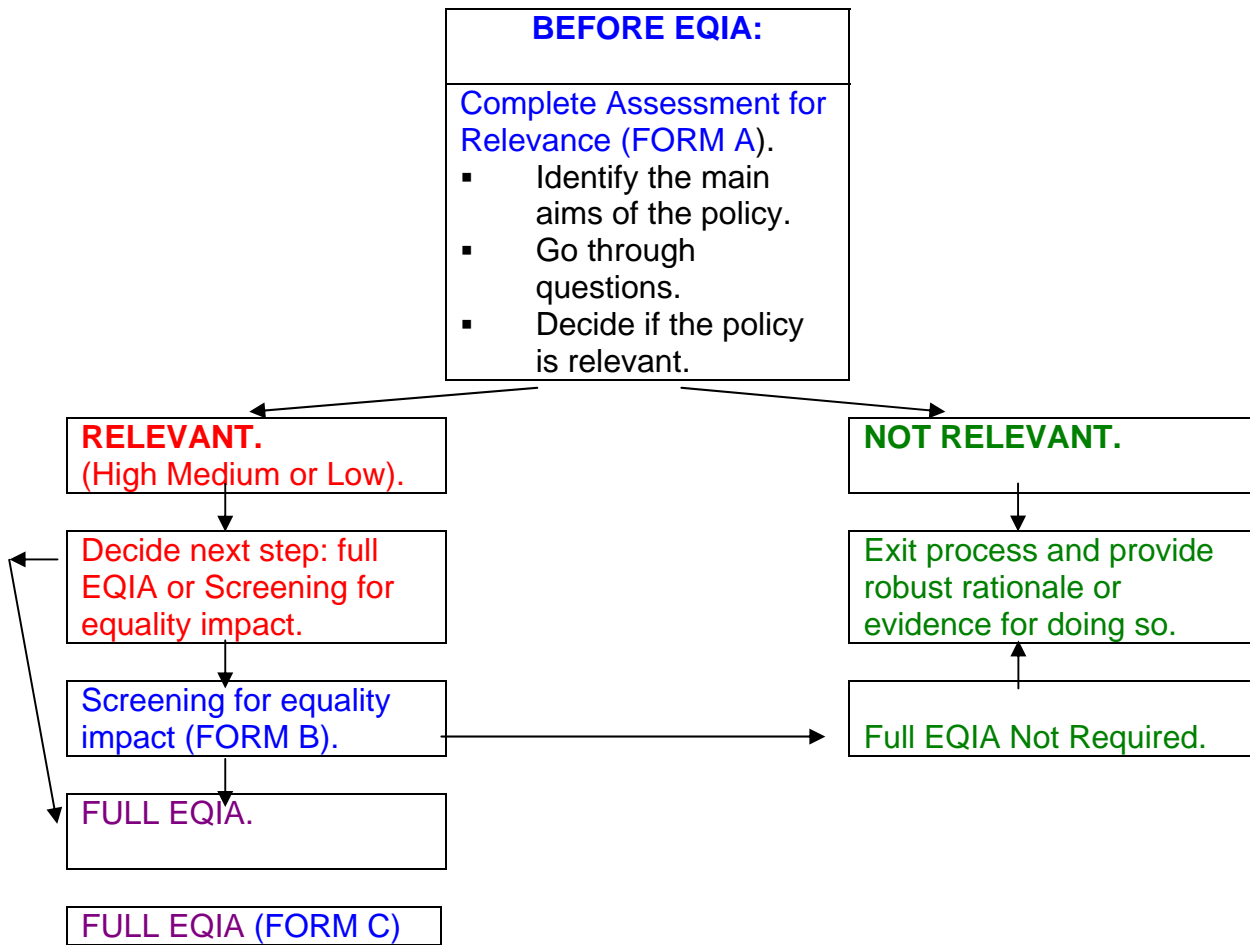 BEFORE EQIA:
Complete Assessment for
Relevance (FORM A).
▪ Identify the main
aims of the policy.
▪ Go through
questions.
▪ Decide if the policy
is relevant.
RELEVANT.
(High Medium or Low).
NOT RELEVANT.
Decide next step: full
EQIA or Screening for
equality impact.
Exit process and provide
robust rationale or
evidence for doing so.
Screening for equality
impact (FORM B).
Full EQIA Not Required.
FULL EQIA.
FULL EQIA (FORM C)